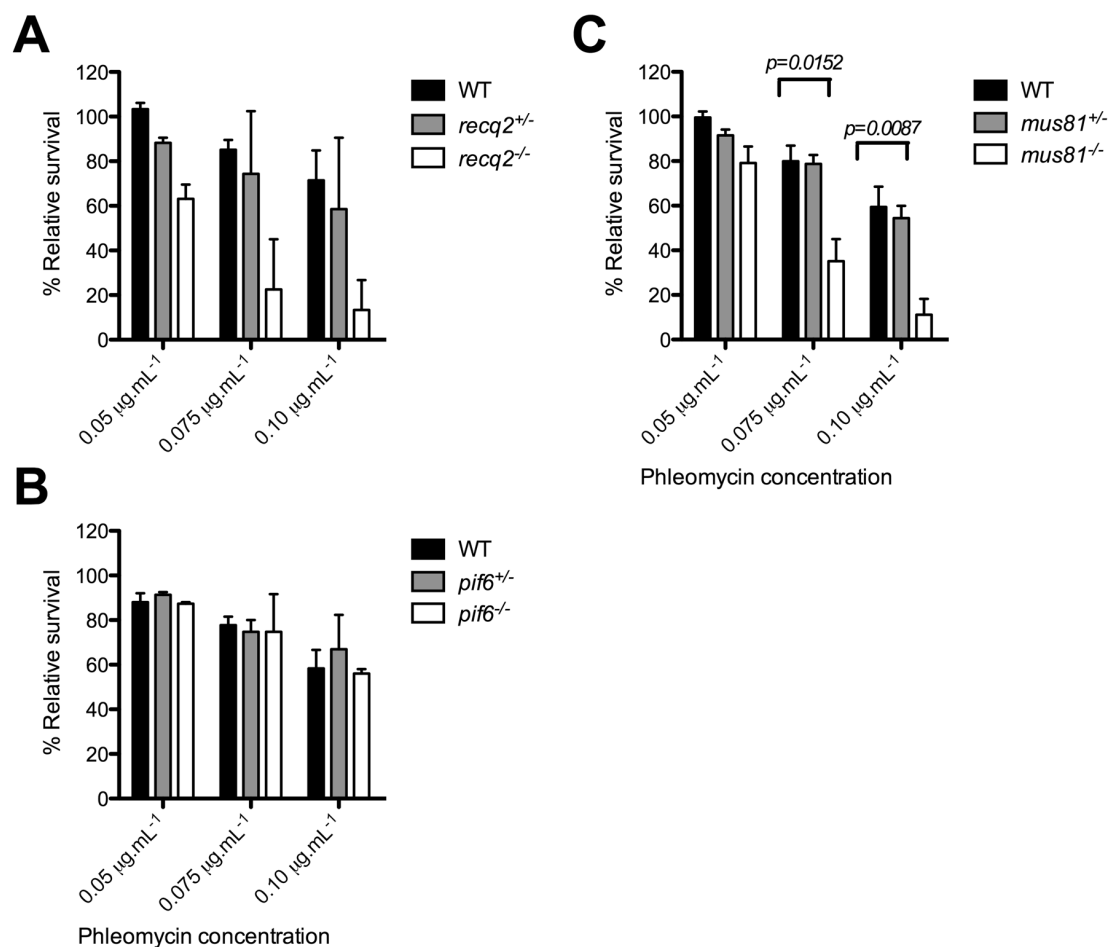 A
% Relative survival
120
100
80
60
40
20
0
0.05 µg.mL⁻¹
0.075 µg.mL⁻¹
0.10 µg.mL⁻¹
WT
recq2⁺/⁻
recq2⁻/⁻
B
% Relative survival
120
100
80
60
40
20
0
0.05 µg.mL⁻¹
0.075 µg.mL⁻¹
0.10 µg.mL⁻¹
Phleomycin concentration
WT
pif6⁺/⁻
pif6⁻/⁻
C
% Relative survival
120
100
80
60
40
20
0
p=0.0152
p=0.0087
0.05 µg.mL⁻¹
0.075 µg.mL⁻¹
0.10 µg.mL⁻¹
Phleomycin concentration
WT
mus81⁺/⁻
mus81⁻/⁻